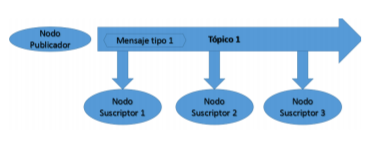 Nodo
Publicador
Mensaje tipo 1
Tópico 1
Nodo
Suscriptor 1
Nodo
Suscriptor 2
Nodo
Suscriptor 3